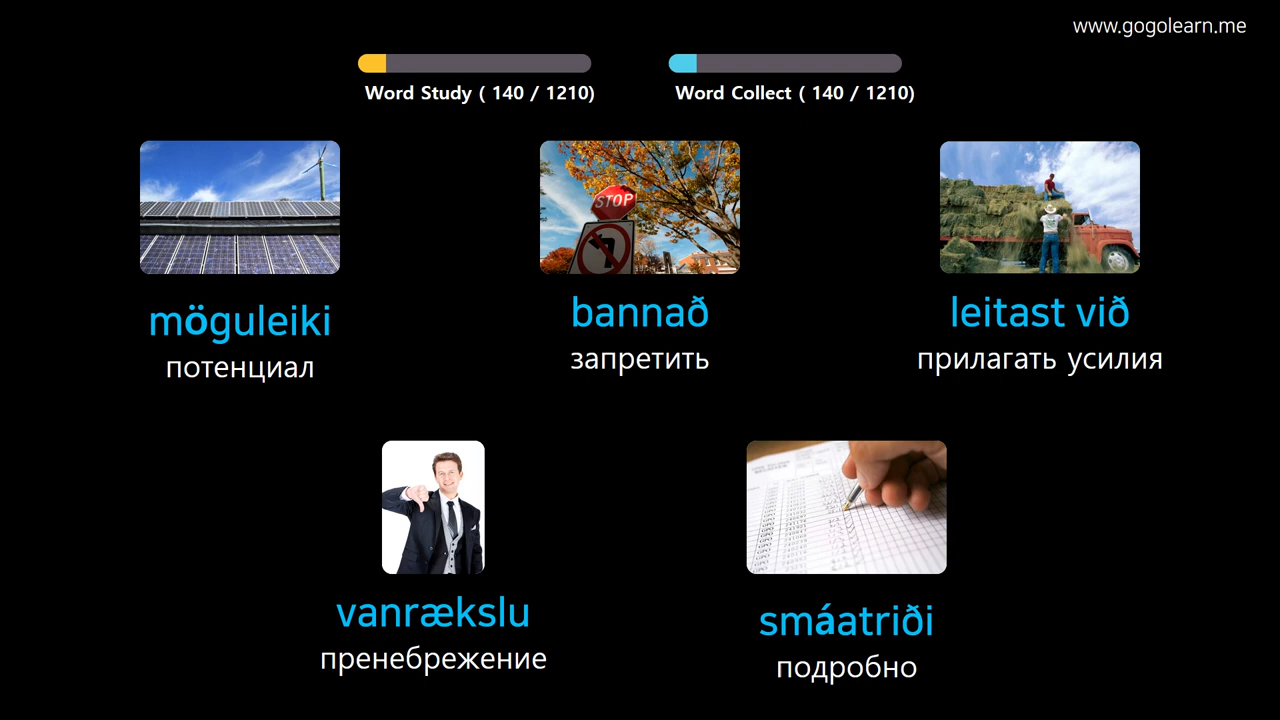 www.gogolearn.me
Word Study ( 140 / 1210)
Word Collect ( 140 / 1210)
STOP
möguleiki
потенциал
bannað
запретить
leitast við
прилагать усилия
vanrækslu
пренебрежение
smáatriði
подробно